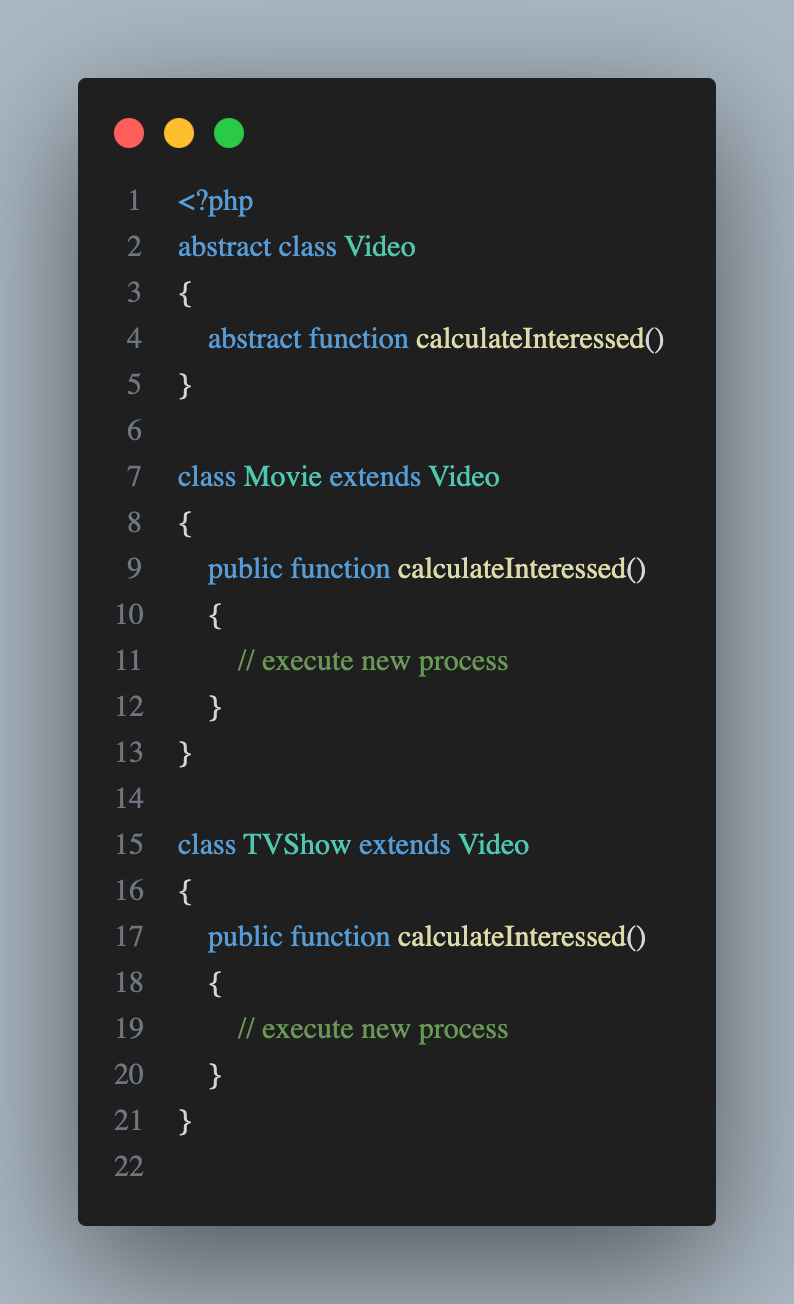 1 <?php
2 abstract class Video
3 {
4     abstract function calculateInteressed()
5 }
6
7 class Movie extends Video
8 {
9     public function calculateInteressed()
10     {
11         // execute new process
12     }
13 }
14
15 class TVShow extends Video
16 {
17     public function calculateInteressed()
18     {
19         // execute new process
20     }
21 }
22